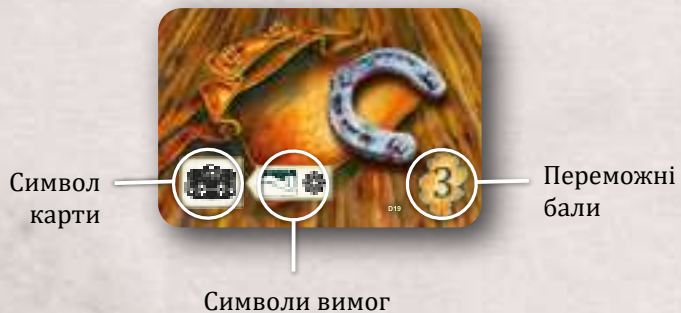 3
D19
Символ
карти
Переможні
бали
Символи вимог